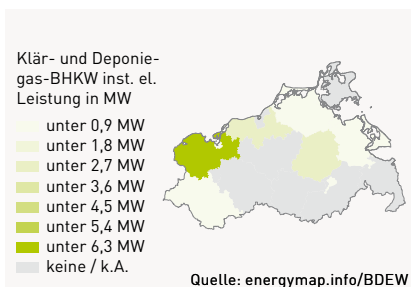 Klär- und Deponie-
gas-BHKW inst. el.
Leistung in MW
unter 0,9 MW
unter 1,8 MW
unter 2,7 MW
unter 3,6 MW
unter 4,5 MW
unter 5,4 MW
unter 6,3 MW
keine / k.A.
Quelle: energymap.info/BDEW